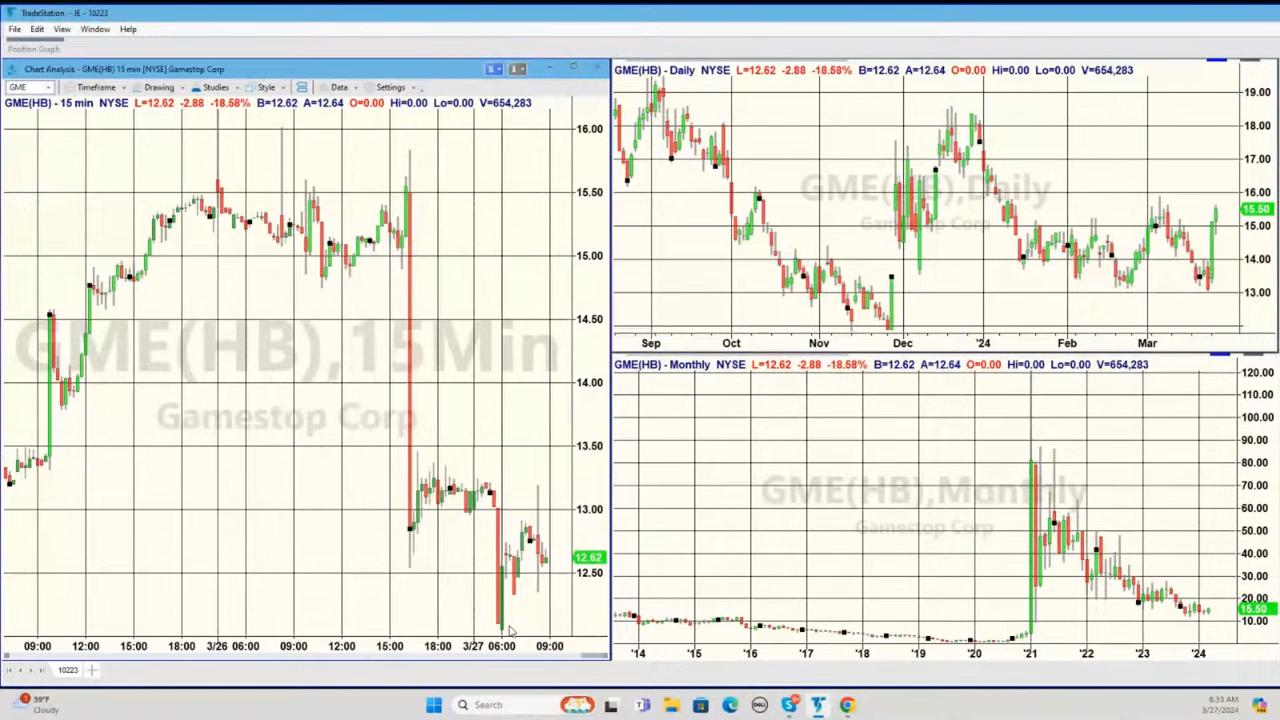 TradeStation - JE - 10223
File Edit View Window Help
Position Graph
Chart Analysis - GME(HB) 15 min [NYSE] Gamestop Corp
GME Timeframe Drawing Studies Style Data Settings
GME(HB) - 15 min NYSE L=12.62 -2.88 -18.58% B=12.62 A=12.64 O=0.00 Hi=0.00 Lo=0.00 V=654,283
16.00
15.50
15.00
14.50
14.00
13.50
13.00
12.62
12.50
GME(HB),15Min
Gamestop Corp
09:00 12:00 18:00 3/26 06:00 09:00 12:00 15:00 18:00 3/27 06:00 09:00
10223
GME(HB) - Daily NYSE L=12.62 -2.88 -18.58% B=12.62 A=12.64 O=0.00 Hi=0.00 Lo=0.00 V=654,283
19.00
18.00
17.00
16.00
15.50
15.00
14.00
13.00
GME(HB),Daily
Gamestop Corp
Sep Oct Nov Dec '24 Feb Mar
GME(HB) - Monthly NYSE L=12.62 -2.88 -18.58% B=12.62 A=12.64 O=0.00 Hi=0.00 Lo=0.00 V=654,283
120.00
100.00
90.00
80.00
70.00
60.00
50.00
40.00
30.00
20.00
15.50
10.00
GME(HB),Monthly
Gamestop Corp
'14 '15 '16 '17 '18 '19 '20 '21 '22 '23 '24
39°F
Cloudy
Search
DELL
3/27/2024